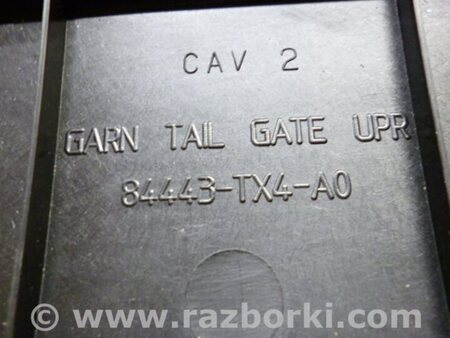 CAV 2
GARN TAIL GATE UPR
84443-TX4-A0
© www.razborki.com